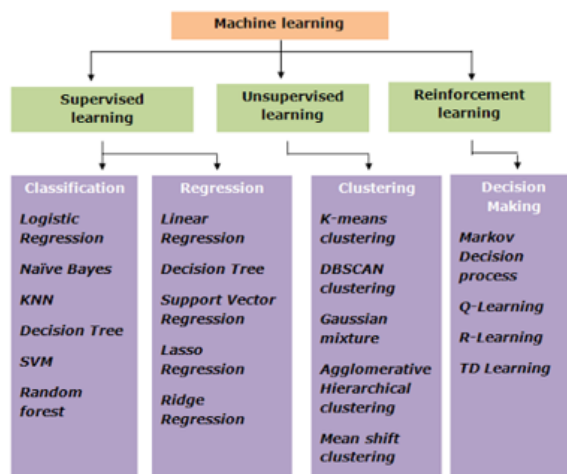 Machine learning
Supervised
learning
Unsupervised
learning
Reinforcement
learning
Classification
Logistic
Regression
Naïve Bayes
KNN
Decision Tree
SVM
Random
forest
Regression
Linear
Regression
Decision Tree
Support Vector
Regression
Lasso
Regression
Ridge
Regression
Clustering
K-means
clustering
DBSCAN
clustering
Gaussian
mixture
Agglomerative
Hierarchical
clustering
Mean shift
clustering
Decision
Making
Markov
Decision
process
Q-Learning
R-Learning
TD Learning